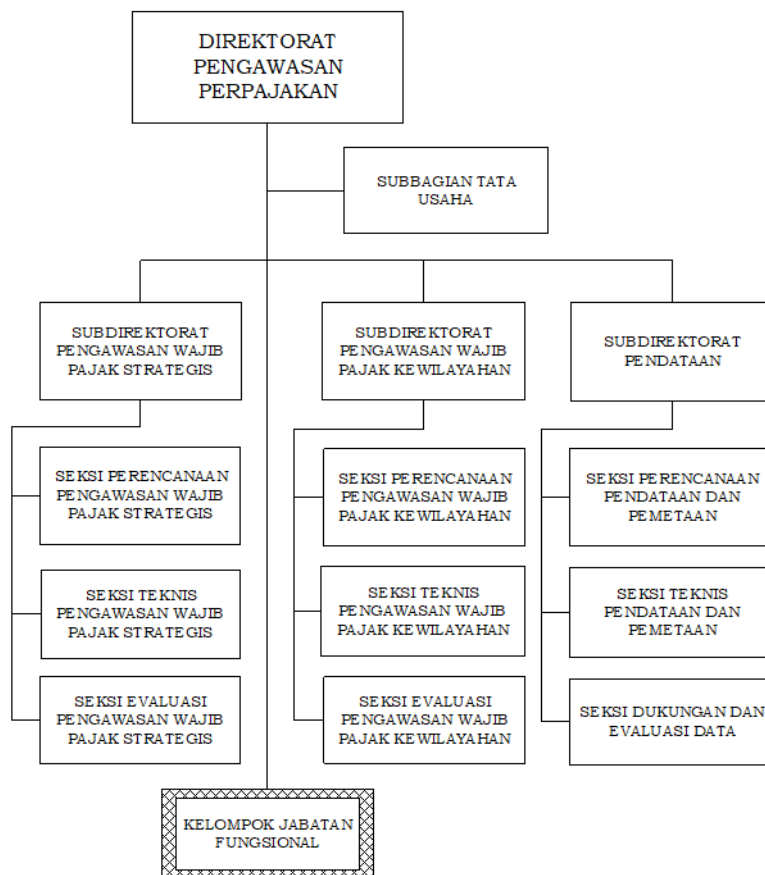 DIREKTORAT
PENGAWASAN
PERPAJAKAN
SUBBAGIAN TATA
USAHA
SUBDIREKTORAT
PENGAWASAN WAJIB
PAJAK STRATEGIS
SUBDIREKTORAT
PENGAWASAN WAJIB
PAJAK KEWILAYAHAN
SUBDIREKTORAT
PENDATAAN
SEKSI PERENCANAAN
PENGAWASAN WAJIB
PAJAK STRATEGIS
SEKSI PERENCANAAN
PENGAWASAN WAJIB
PAJAK KEWILAYAHAN
SEKSI PERENCANAAN
PENDATAAN DAN
PEMETAAN
SEKSI TEKNIS
PENGAWASAN WAJIB
PAJAK STRATEGIS
SEKSI TEKNIS
PENGAWASAN WAJIB
PAJAK KEWILAYAHAN
SEKSI TEKNIS
PENDATAAN DAN
PEMETAAN
SEKSI EVALUASI
PENGAWASAN WAJIB
PAJAK STRATEGIS
SEKSI EVALUASI
PENGAWASAN WAJIB
PAJAK KEWILAYAHAN
SEKSI DUKUNGAN DAN
EVALUASI DATA
KELOMPOK JABATAN
FUNGSIONAL